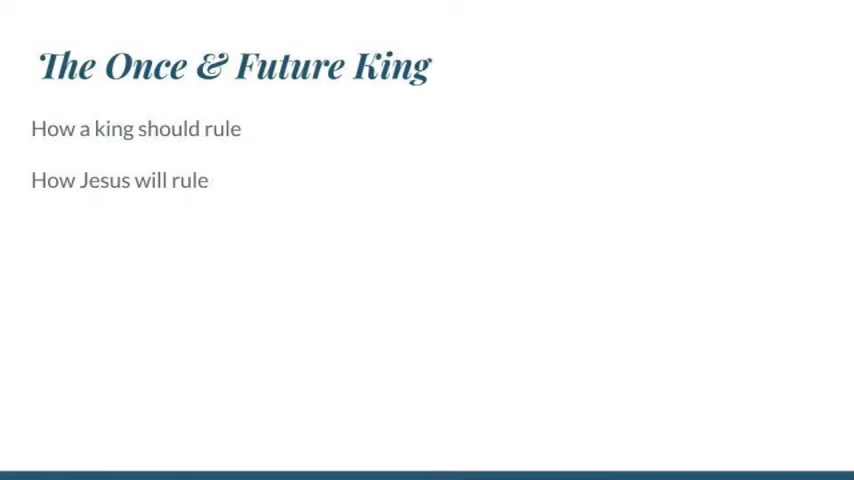 The Once & Future King
How a king should rule
How Jesus will rule